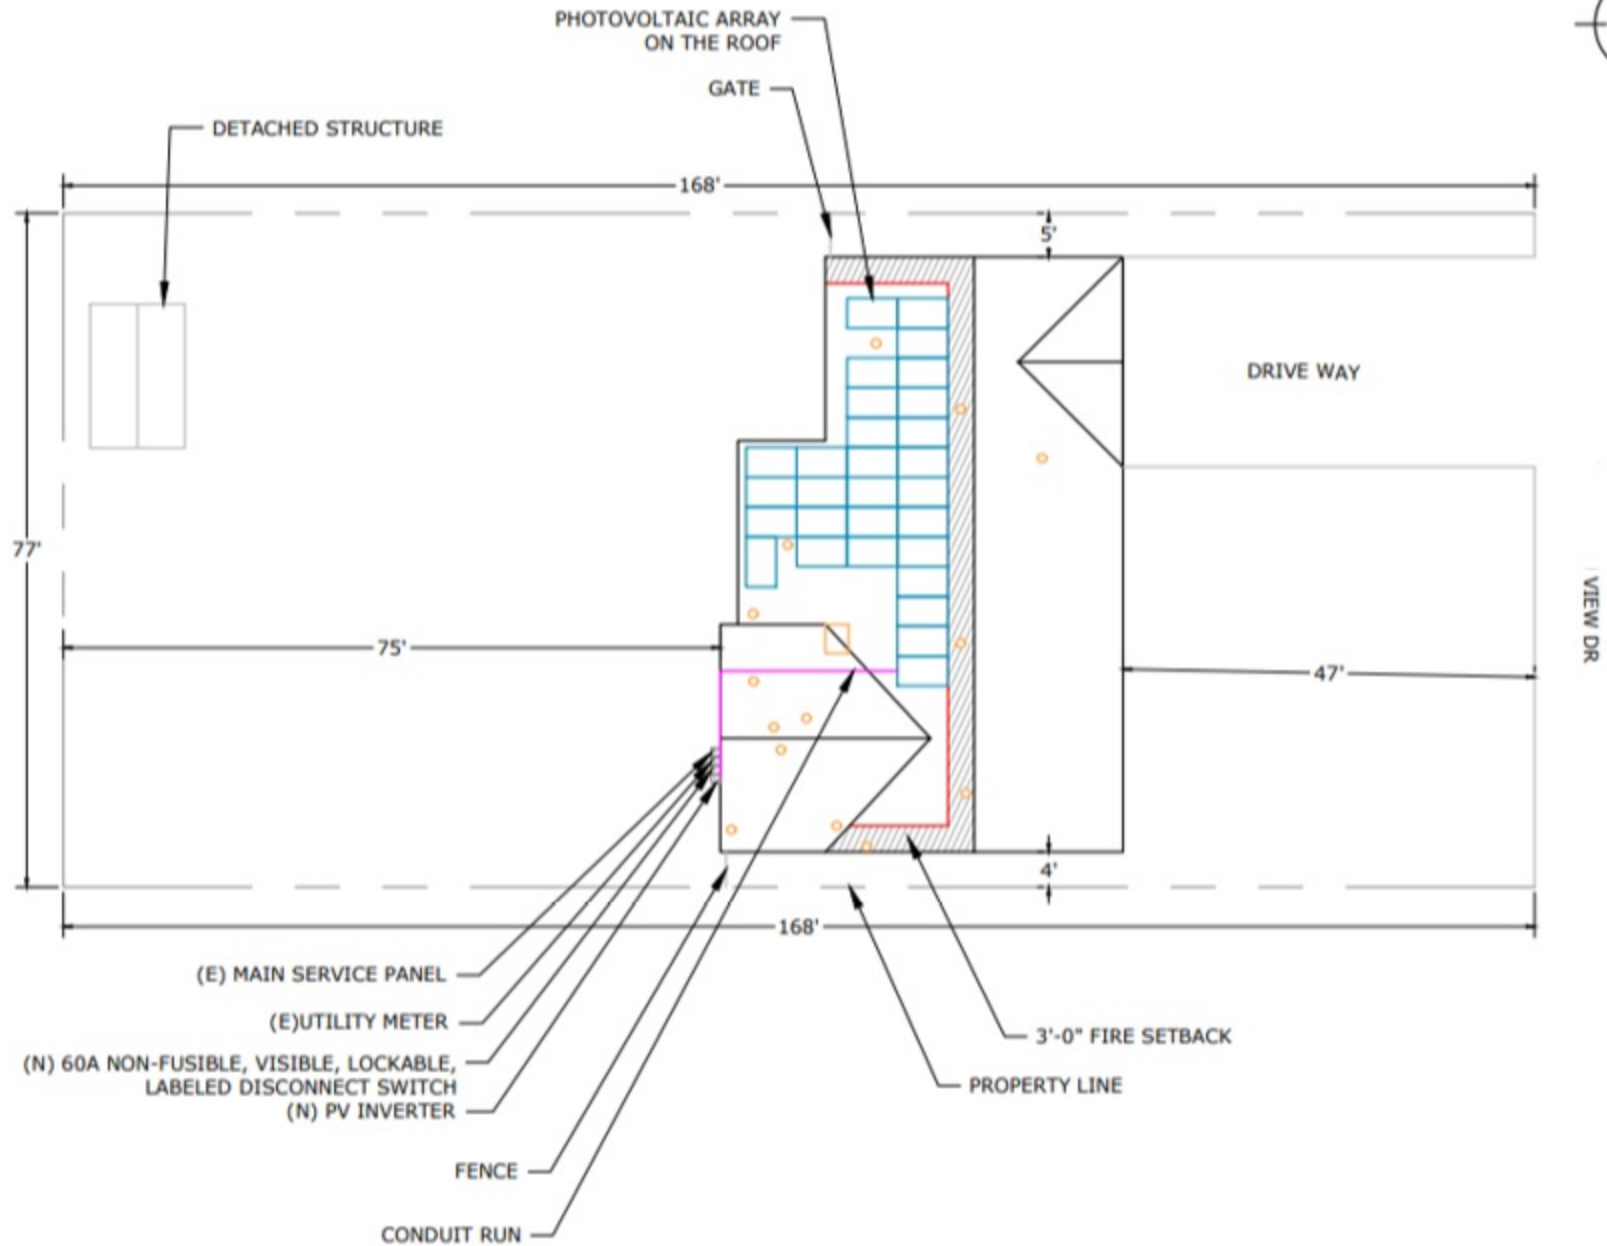 PHOTOVOLTAIC ARRAY
ON THE ROOF
GATE
DETACHED STRUCTURE
168'
5'
DRIVE WAY
77'
VIEW DR
75'
47'
4'
168'
(E) MAIN SERVICE PANEL
(E)UTILITY METER
(N) 60A NON-FUSIBLE, VISIBLE, LOCKABLE,
LABELED DISCONNECT SWITCH
(N) PV INVERTER
FENCE
CONDUIT RUN
3'-0" FIRE SETBACK
PROPERTY LINE